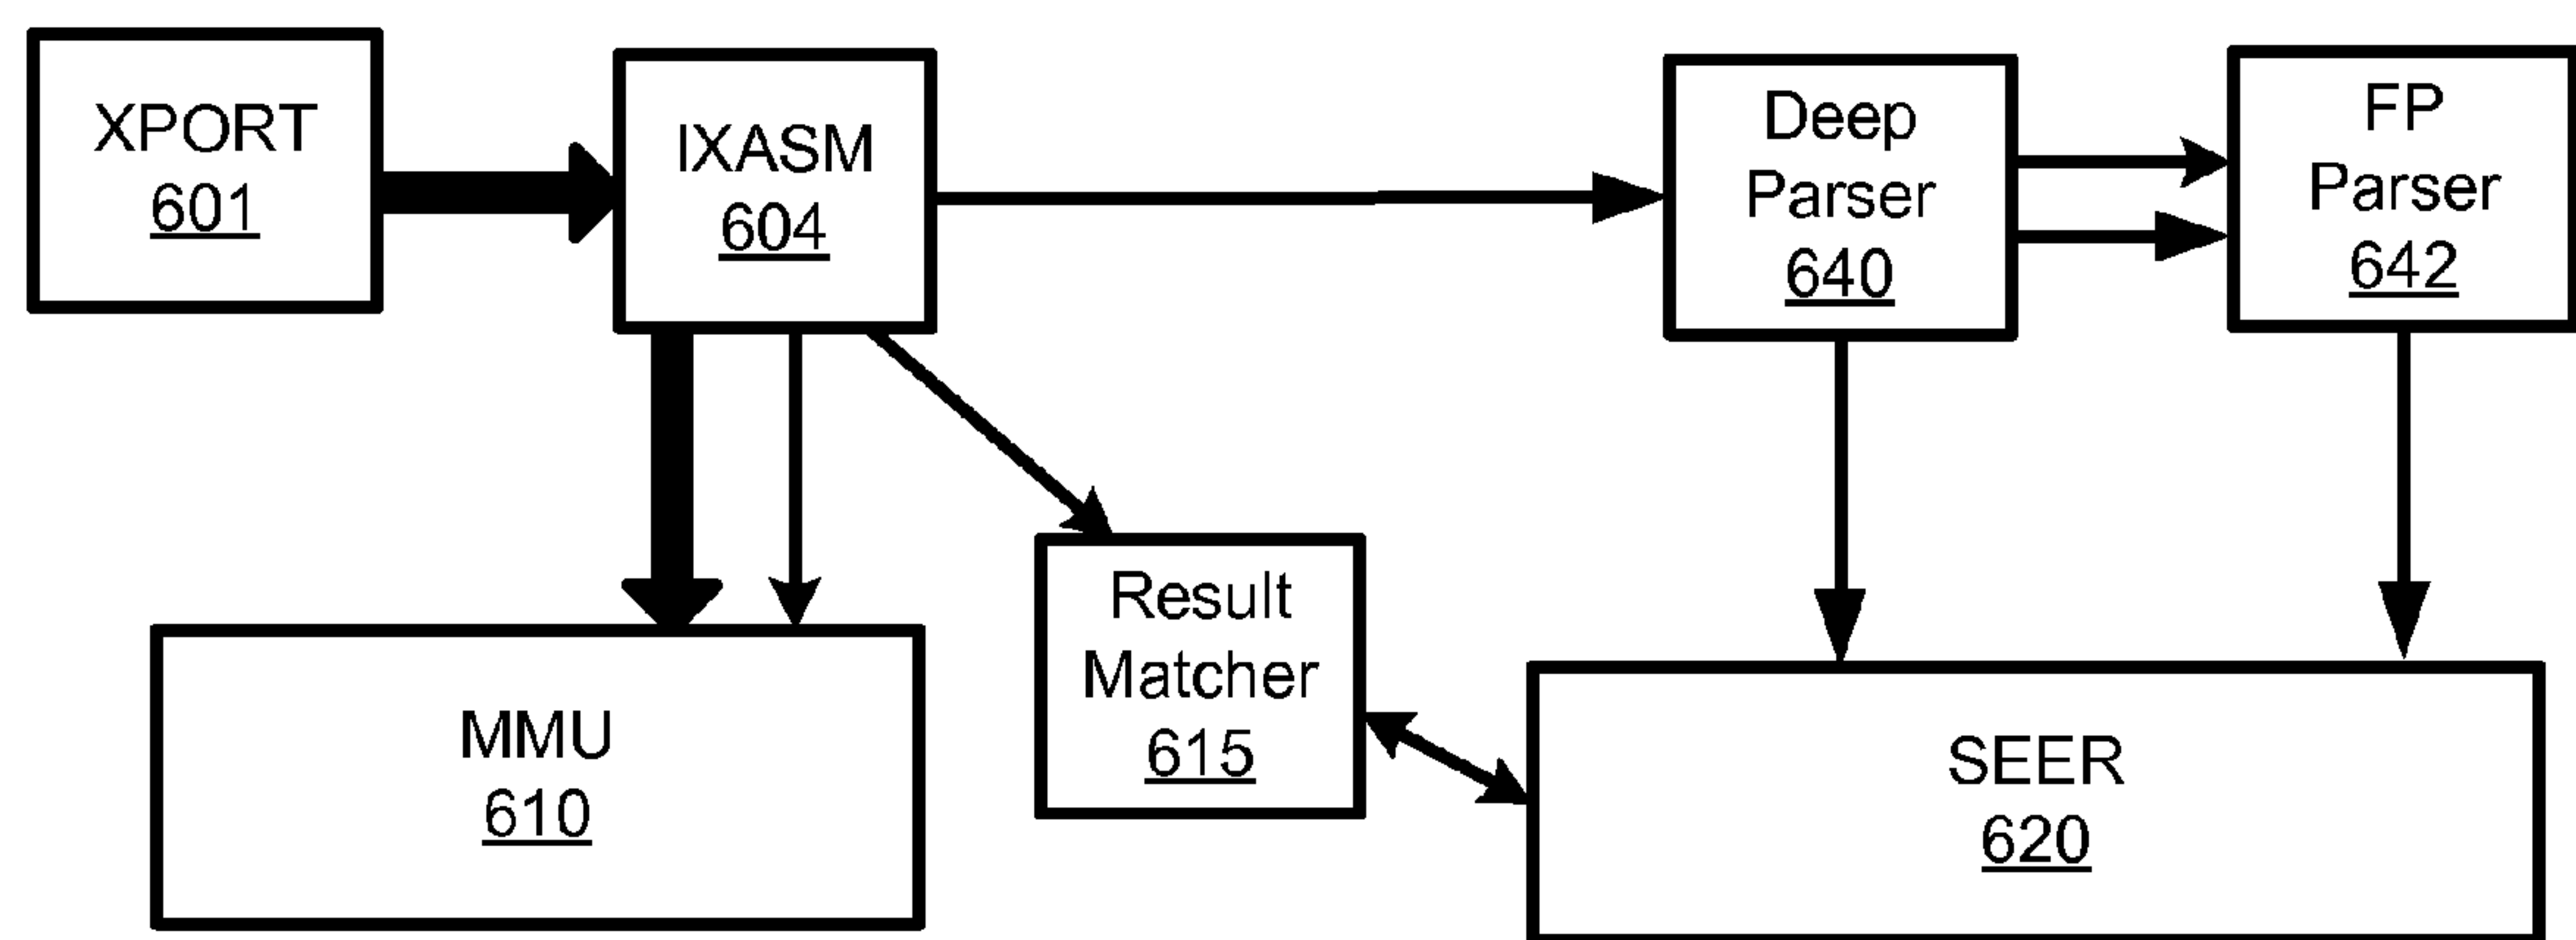 XPORT
601
IXASM
604
Deep
Parser
640
FP
Parser
642
Result
Matcher
615
MMU
610
SEER
620